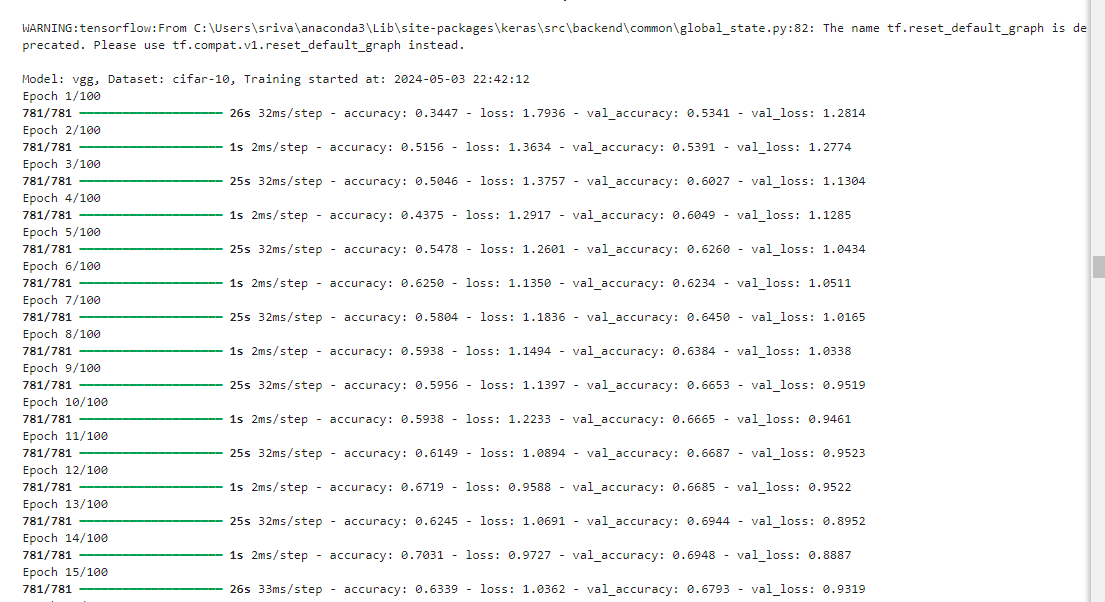 WARNING:tensorflow:From C:\Users\sriva\anaconda3\Lib\site-packages\keras\src\backend\common\global_state.py:82: The name tf.reset_default_graph is de
precated. Please use tf.compat.v1.reset_default_graph instead.
Model: vgg, Dataset: cifar-10, Training started at: 2024-05-03 22:42:12
Epoch 1/100
781/781 ━━━━━━━━━━━━━━━━━━━━ 26s 32ms/step - accuracy: 0.3447 - loss: 1.7936 - val_accuracy: 0.5341 - val_loss: 1.2814
Epoch 2/100
781/781 ━━━━━━━━━━━━━━━━━━━━ 1s 2ms/step - accuracy: 0.5156 - loss: 1.3634 - val_accuracy: 0.5391 - val_loss: 1.2774
Epoch 3/100
781/781 ━━━━━━━━━━━━━━━━━━━━ 25s 32ms/step - accuracy: 0.5046 - loss: 1.3757 - val_accuracy: 0.6027 - val_loss: 1.1304
Epoch 4/100
781/781 ━━━━━━━━━━━━━━━━━━━━ 1s 2ms/step - accuracy: 0.4375 - loss: 1.2917 - val_accuracy: 0.6049 - val_loss: 1.1285
Epoch 5/100
781/781 ━━━━━━━━━━━━━━━━━━━━ 25s 32ms/step - accuracy: 0.5478 - loss: 1.2601 - val_accuracy: 0.6260 - val_loss: 1.0434
Epoch 6/100
781/781 ━━━━━━━━━━━━━━━━━━━━ 1s 2ms/step - accuracy: 0.6250 - loss: 1.1350 - val_accuracy: 0.6234 - val_loss: 1.0511
Epoch 7/100
781/781 ━━━━━━━━━━━━━━━━━━━━ 25s 32ms/step - accuracy: 0.5804 - loss: 1.1836 - val_accuracy: 0.6450 - val_loss: 1.0165
Epoch 8/100
781/781 ━━━━━━━━━━━━━━━━━━━━ 1s 2ms/step - accuracy: 0.5938 - loss: 1.1494 - val_accuracy: 0.6384 - val_loss: 1.0338
Epoch 9/100
781/781 ━━━━━━━━━━━━━━━━━━━━ 25s 32ms/step - accuracy: 0.5956 - loss: 1.1397 - val_accuracy: 0.6653 - val_loss: 0.9519
Epoch 10/100
781/781 ━━━━━━━━━━━━━━━━━━━━ 1s 2ms/step - accuracy: 0.5938 - loss: 1.2233 - val_accuracy: 0.6665 - val_loss: 0.9461
Epoch 11/100
781/781 ━━━━━━━━━━━━━━━━━━━━ 25s 32ms/step - accuracy: 0.6149 - loss: 1.0894 - val_accuracy: 0.6687 - val_loss: 0.9523
Epoch 12/100
781/781 ━━━━━━━━━━━━━━━━━━━━ 1s 2ms/step - accuracy: 0.6719 - loss: 0.9588 - val_accuracy: 0.6685 - val_loss: 0.9522
Epoch 13/100
781/781 ━━━━━━━━━━━━━━━━━━━━ 25s 32ms/step - accuracy: 0.6245 - loss: 1.0691 - val_accuracy: 0.6944 - val_loss: 0.8952
Epoch 14/100
781/781 ━━━━━━━━━━━━━━━━━━━━ 1s 2ms/step - accuracy: 0.7031 - loss: 0.9727 - val_accuracy: 0.6948 - val_loss: 0.8887
Epoch 15/100
781/781 ━━━━━━━━━━━━━━━━━━━━ 26s 33ms/step - accuracy: 0.6339 - loss: 1.0362 - val_accuracy: 0.6793 - val_loss: 0.9319